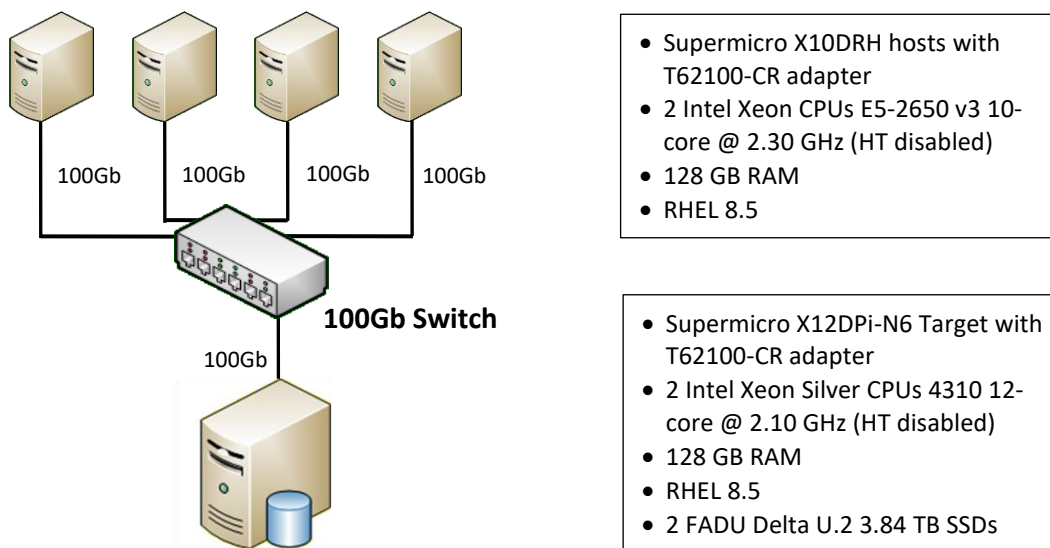 100Gb
100Gb
100Gb
100Gb
100Gb Switch
100Gb
• Supermicro X10DRH hosts with
T62100-CR adapter
• 2 Intel Xeon CPUs E5-2650 v3 10-
core @ 2.30 GHz (HT disabled)
• 128 GB RAM
• RHEL 8.5
• Supermicro X12DPi-N6 Target with
T62100-CR adapter
• 2 Intel Xeon Silver CPUs 4310 12-
core @ 2.10 GHz (HT disabled)
• 128 GB RAM
• RHEL 8.5
• 2 FADU Delta U.2 3.84 TB SSDs